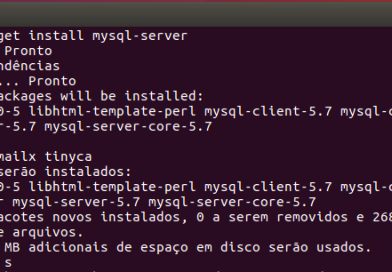 get install mysql-server
Pronto
ndências
... Pronto
ackages will be installed:
0-5 libhtml-template-perl mysql-client-5.7 mysql-c
r-5.7 mysql-server-core-5.7
mailx tinyca
serão instalados:
0-5 libhtml-template-perl mysql-client-5.7 mysql-c
r mysql-server-5.7 mysql-server-core-5.7
acotes novos instalados, 0 a serem removidos e 268
e arquivos.
MB adicionais de espaço em disco serão usados.
s